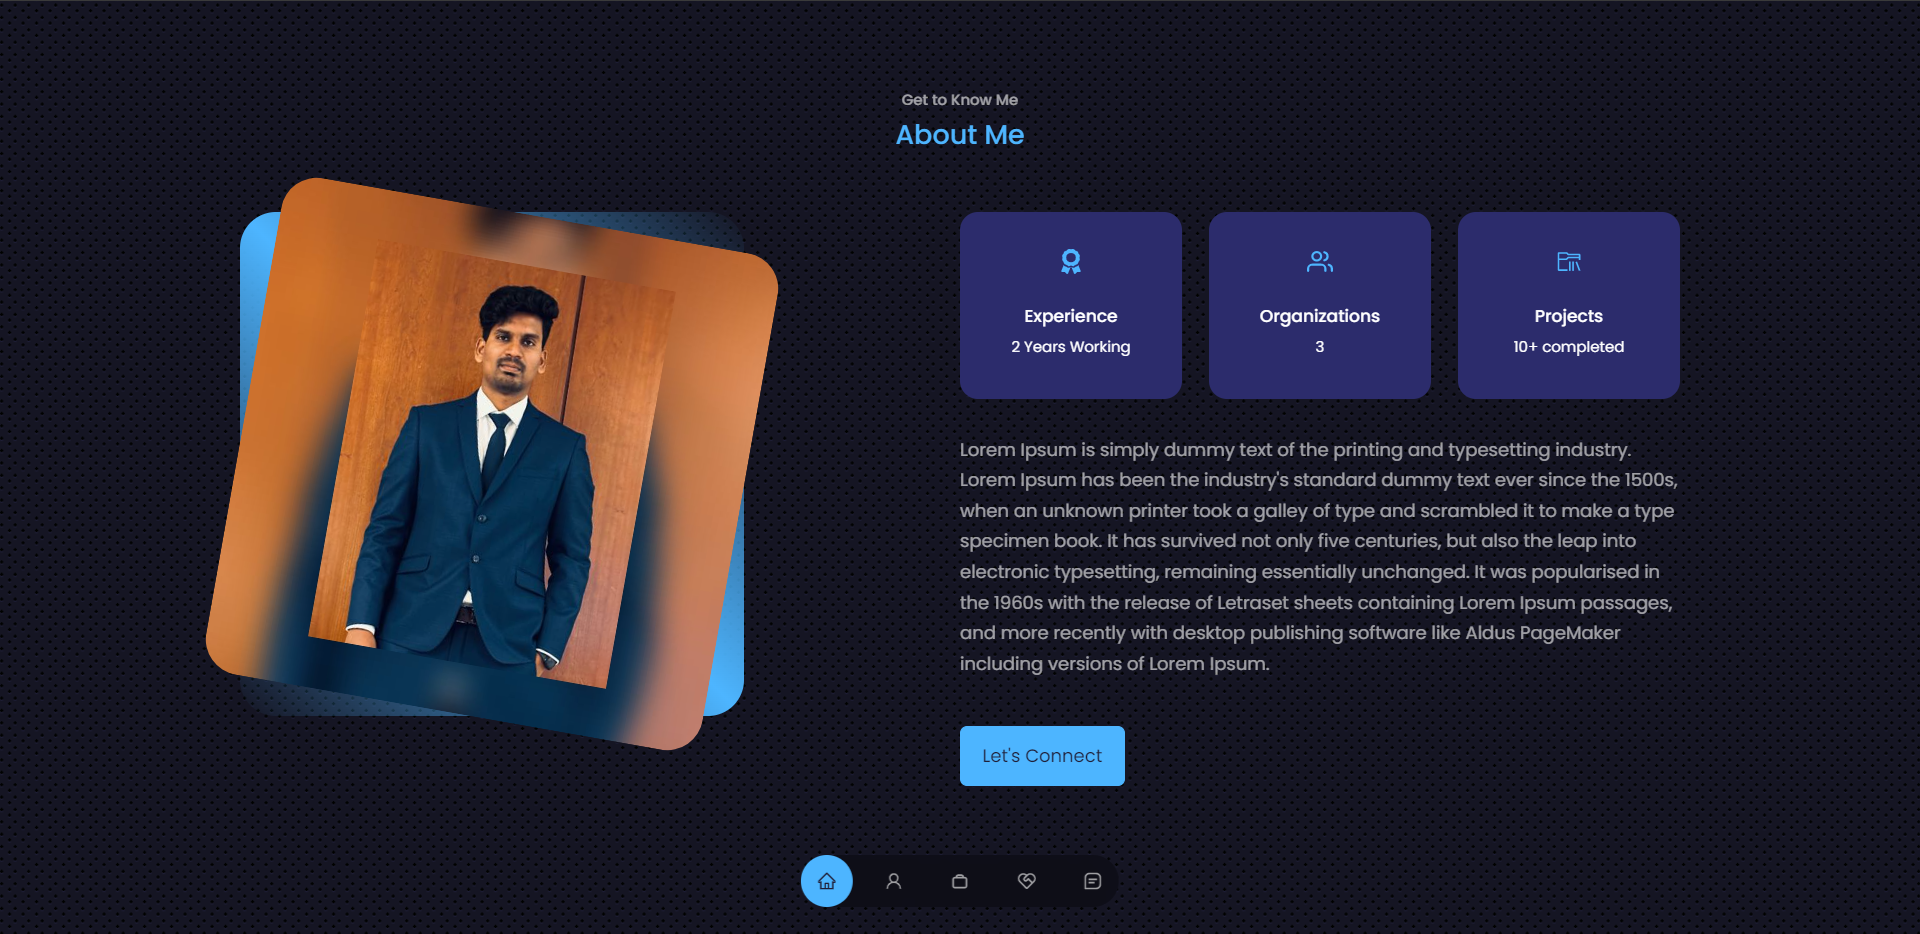 Get to Know Me
About Me
Experience
2 Years Working
Organizations
3
Projects
10+ completed
Lorem Ipsum is simply dummy text of the printing and typesetting industry.
Lorem Ipsum has been the industry's standard dummy text ever since the 1500s,
when an unknown printer took a galley of type and scrambled it to make a type
specimen book. It has survived not only five centuries, but also the leap into
electronic typesetting, remaining essentially unchanged. It was popularised in
the 1960s with the release of Letraset sheets containing Lorem Ipsum passages,
and more recently with desktop publishing software like Aldus PageMaker
including versions of Lorem Ipsum.
Let's Connect